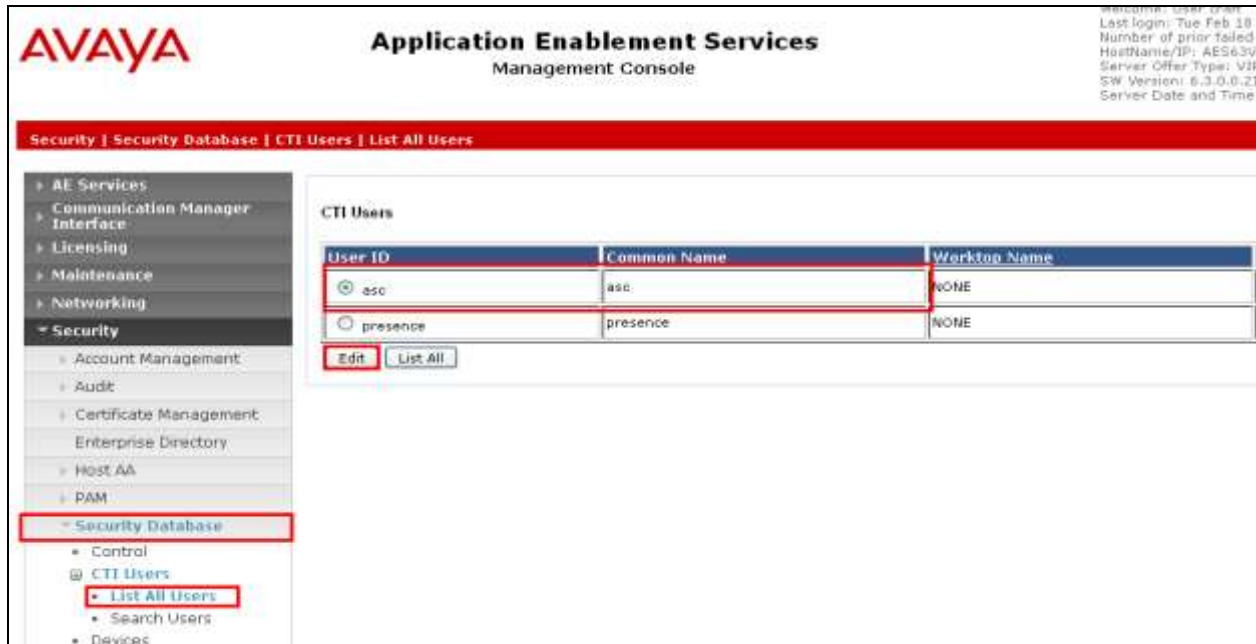 AVAYA
Application Enablement Services
Management Console
Welcome: User craft
Last login: Tue Feb 18
Number of prior failed
HostName/IP: AES63V
Server Offer Type: VIR
SW Version: 6.3.0.0.21
Server Date and Time
Security | Security Database | CTI Users | List All Users
AE Services
Communication Manager
Interface
Licensing
Maintenance
Networking
Security
Account Management
Audit
Certificate Management
Enterprise Directory
Host AA
PAM
Security Database
Control
CTI Users
List All Users
Search Users
Devices
CTI Users
User ID Common Name Worktop Name
asc asc NONE
presence presence NONE
Edit List All